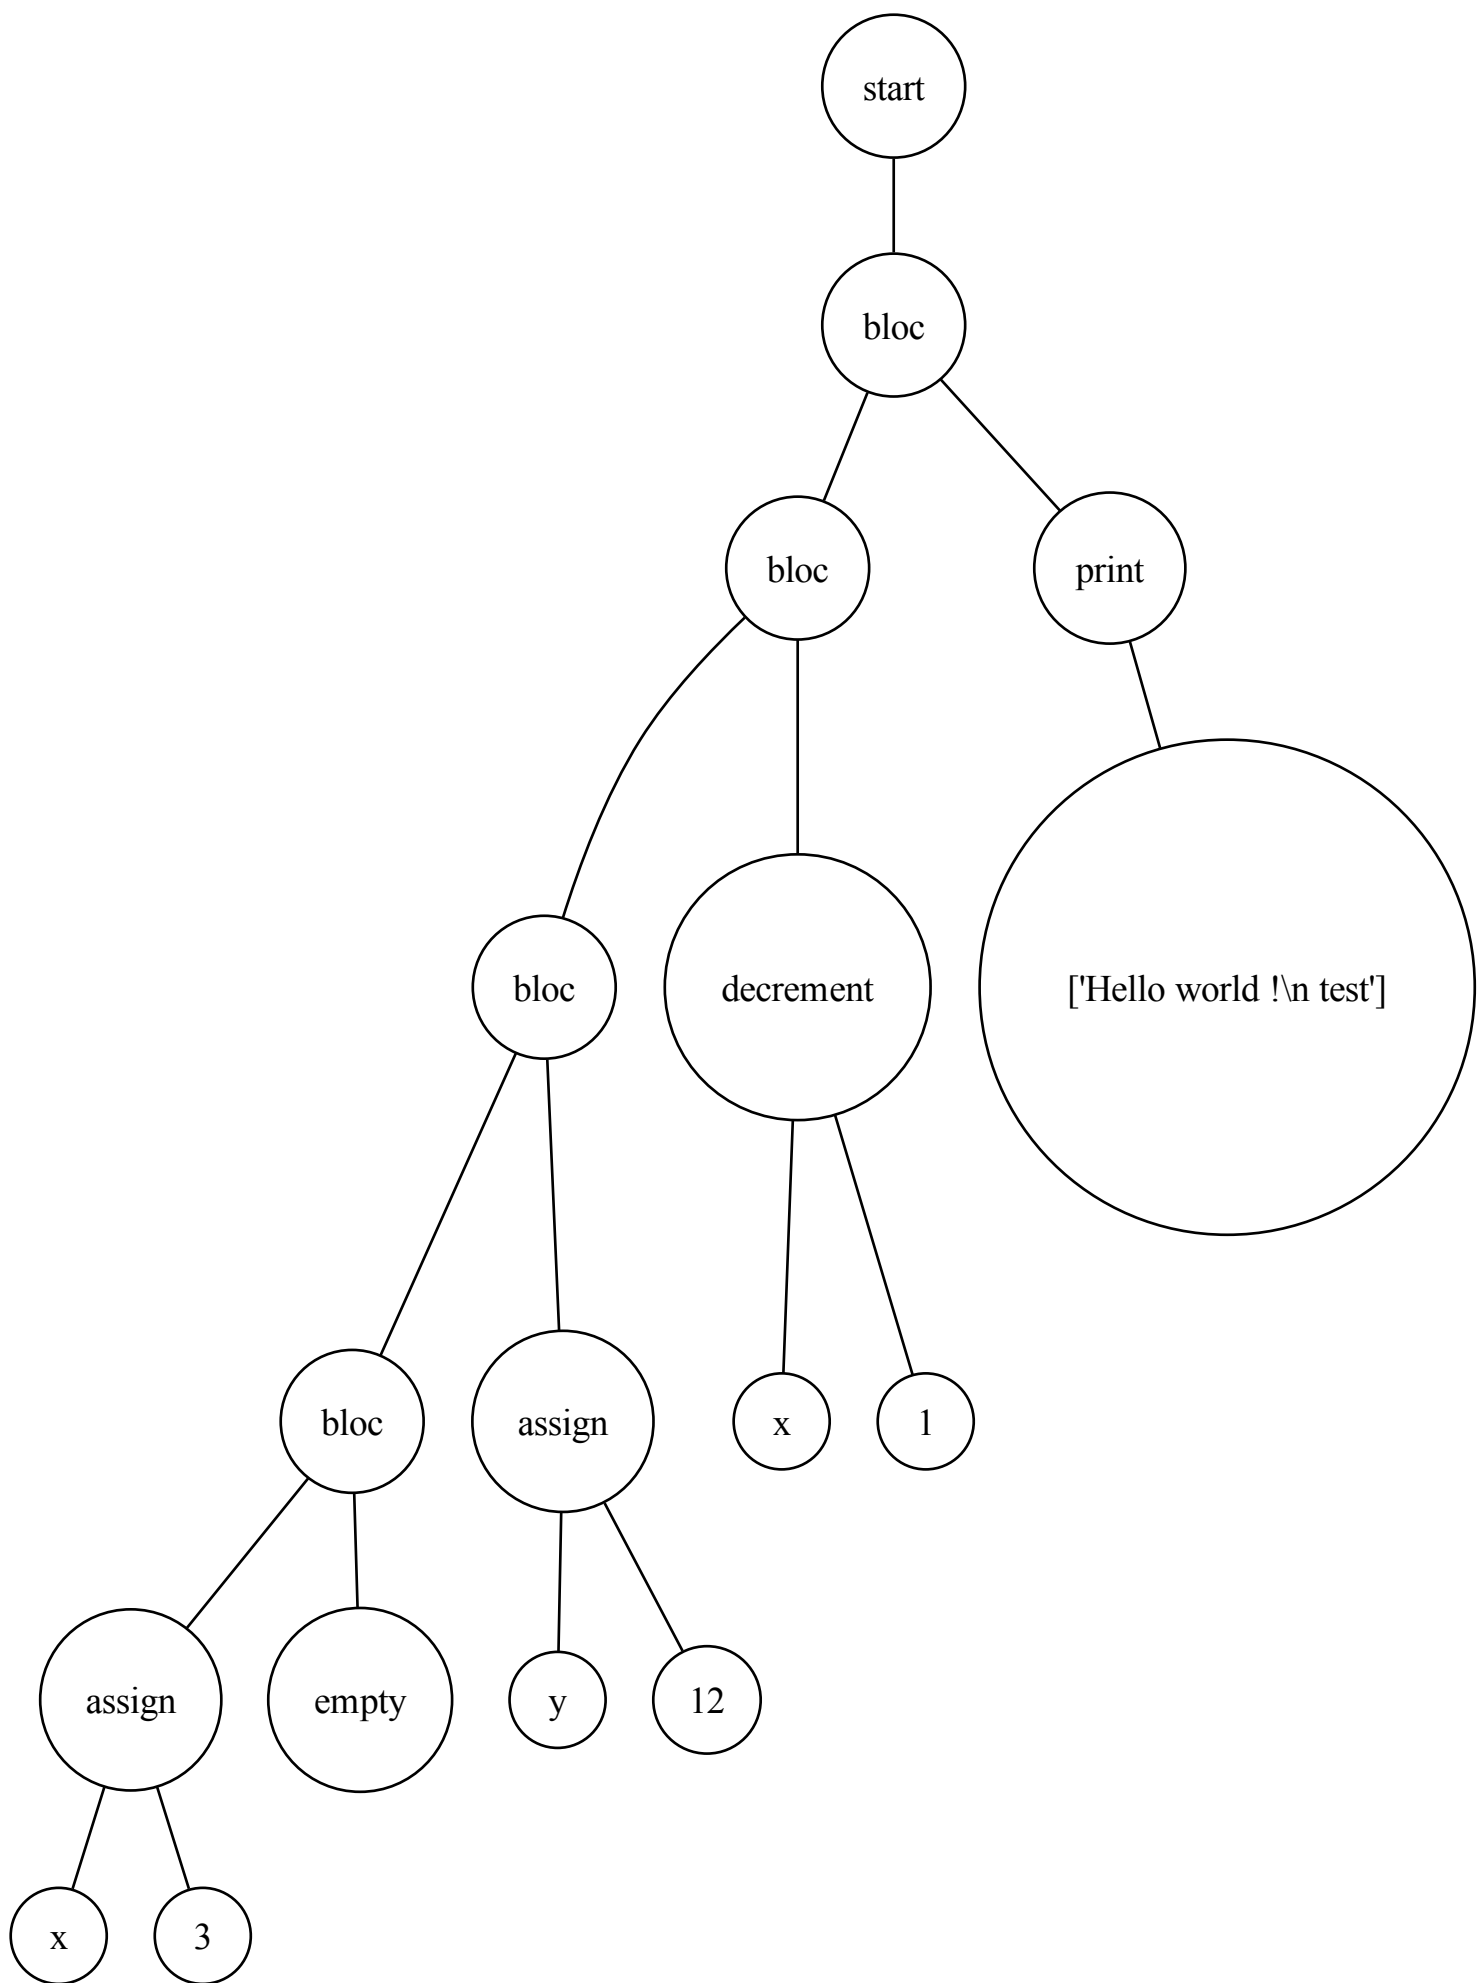 start
bloc
bloc
print
bloc
decrement
['Hello world !\n test']
bloc
assign
x
1
assign
empty
y
12
x
3